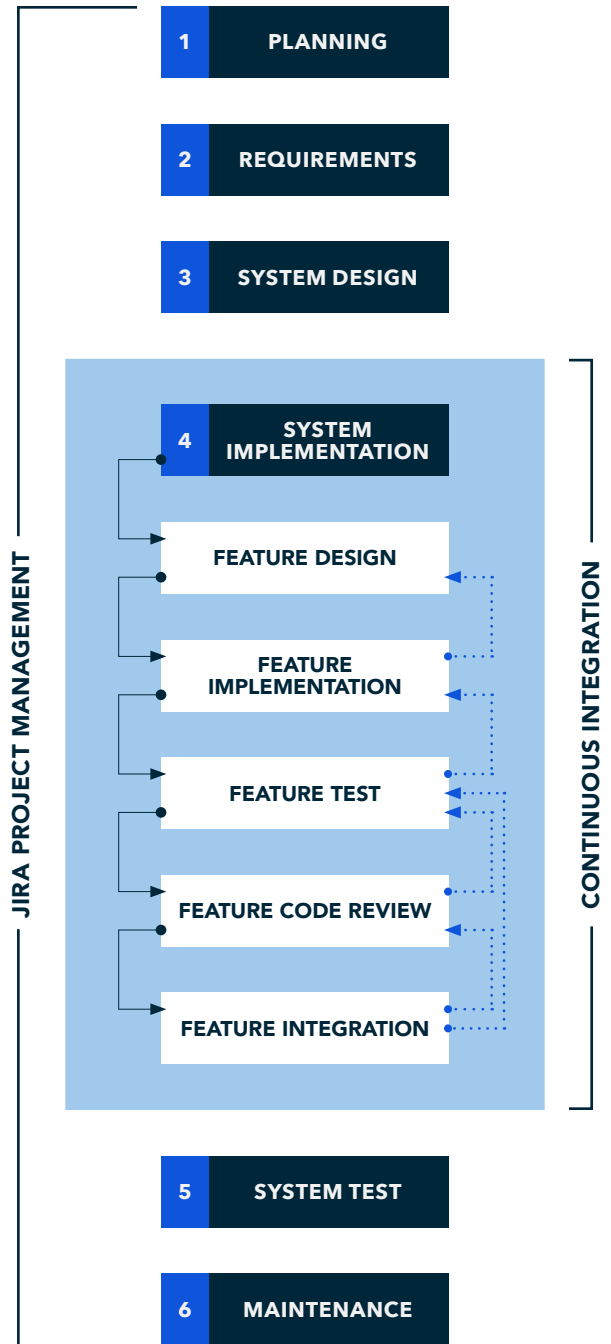 1 PLANNING
2 REQUIREMENTS
3 SYSTEM DESIGN
4 SYSTEM
IMPLEMENTATION
FEATURE DESIGN
FEATURE
IMPLEMENTATION
FEATURE TEST
FEATURE CODE REVIEW
FEATURE INTEGRATION
5 SYSTEM TEST
6 MAINTENANCE
JIRA PROJECT MANAGEMENT
CONTINUOUS INTEGRATION